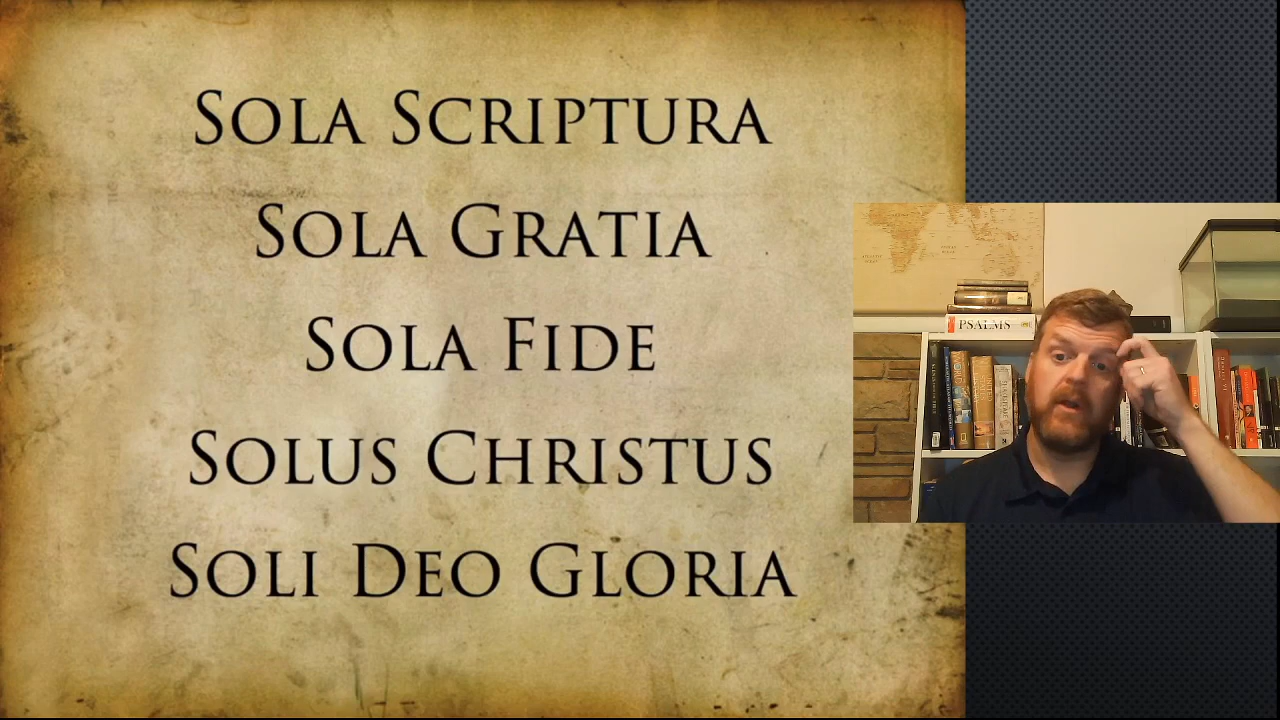 Sola Scriptura
Sola Gratia
Sola Fide
Solus Christus
Soli Deo Gloria
PSALMS